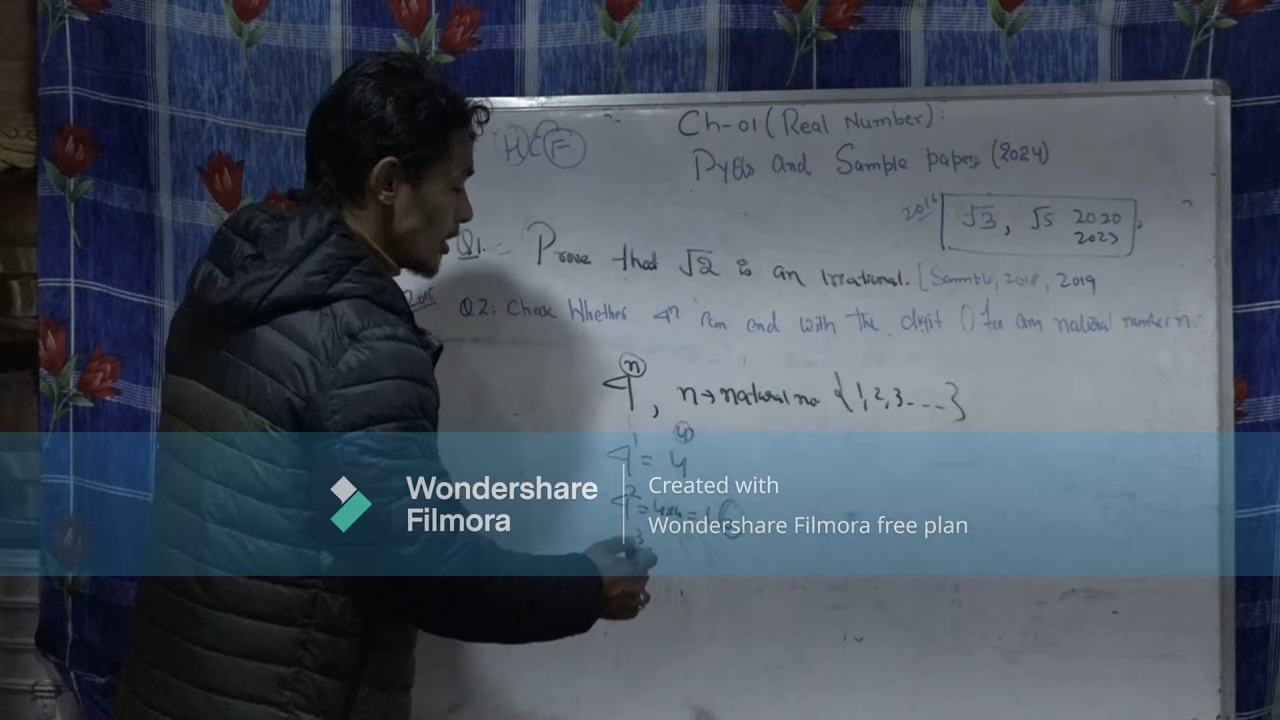 HCF
Ch-01 (Real Number):
PYQs and Sample papers (2024)
2016
√3, √5 2020
2023
Q1:- Prove that √2 is an Irrational. [Sample, 2018, 2019
2015
Q2: Check Whether 4ⁿ can end with the digit 0 for any natural number n.
4ⁿ, n→natural no {1,2,3....}
4¹ = 4
4² = 4x4 = 16
3
Wondershare
Filmora
Created with
Wondershare Filmora free plan